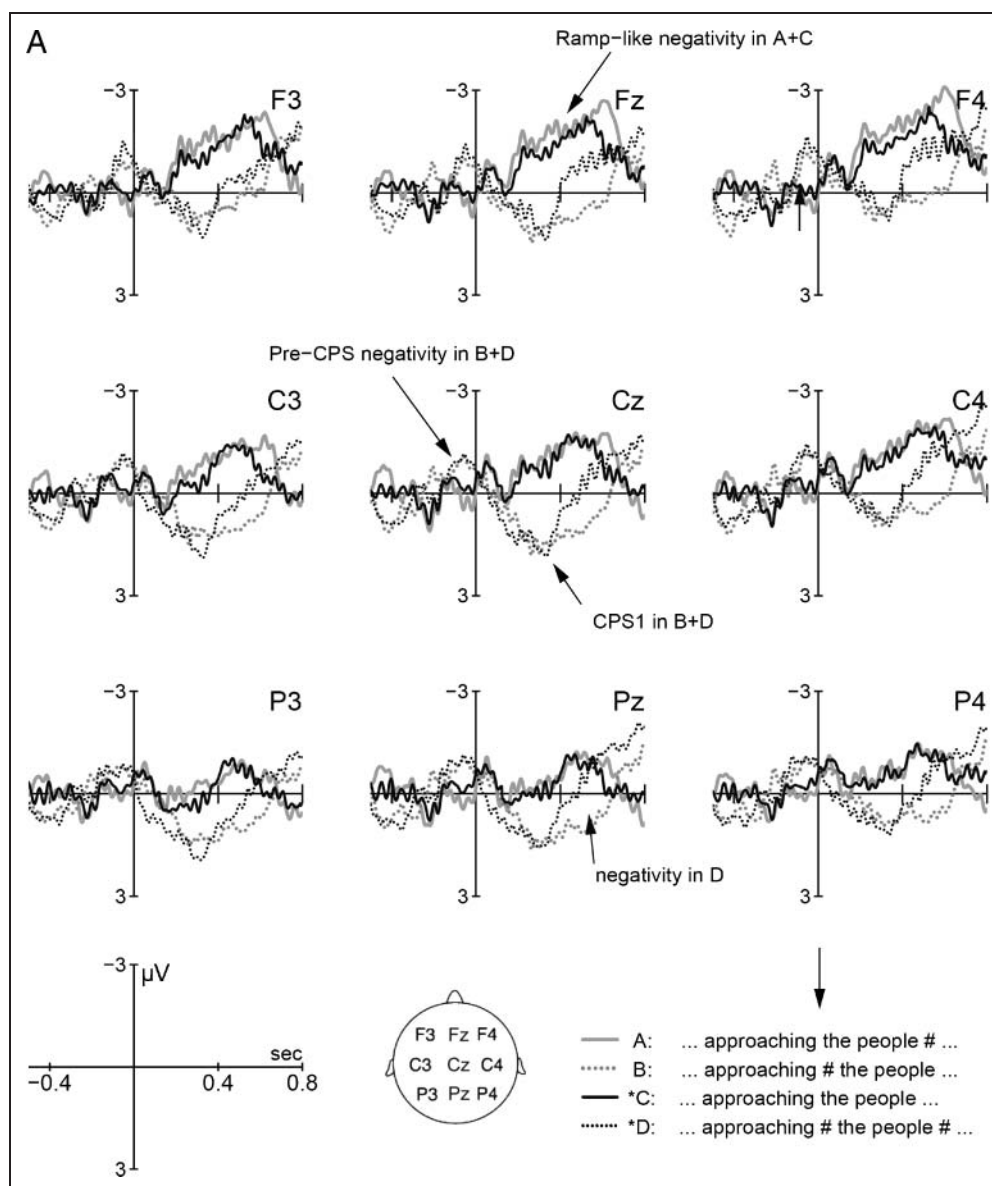 A
Ramp−like negativity in A+C
−3 F3 −3 Fz −3 F4
3 3 3
Pre−CPS negativity in B+D
−3 C3 −3 Cz −3 C4
3 3 3
CPS1 in B+D
−3 P3 −3 Pz −3 P4
negativity in D
3 3 3
−3 µV
sec
−0.4 0.4 0.8
3
F3 Fz F4
C3 Cz C4
P3 Pz P4
A: ... approaching the people # ...
B: ... approaching # the people ...
*C: ... approaching the people ...
*D: ... approaching # the people # ...